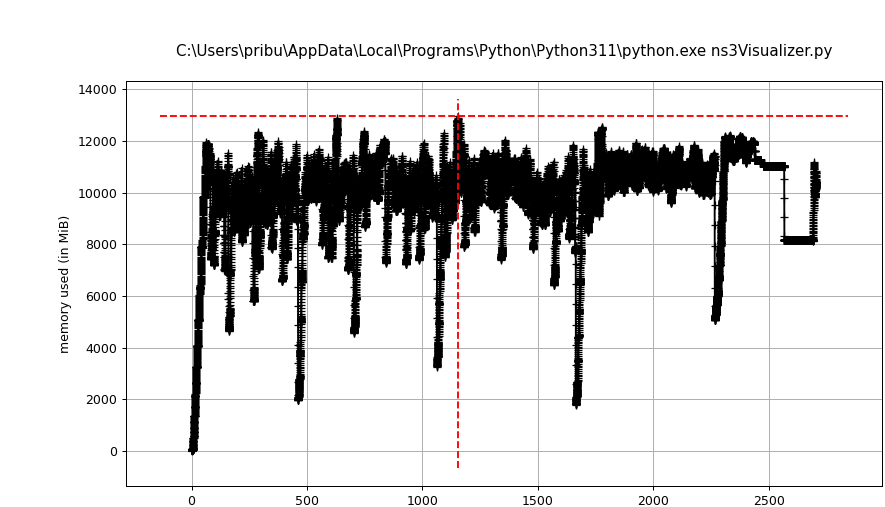 C:\Users\pribu\AppData\Local\Programs\Python\Python311\python.exe ns3Visualizer.py
14000
12000
10000
8000
6000
4000
2000
0
memory used (in MiB)
0 500 1000 1500 2000 2500